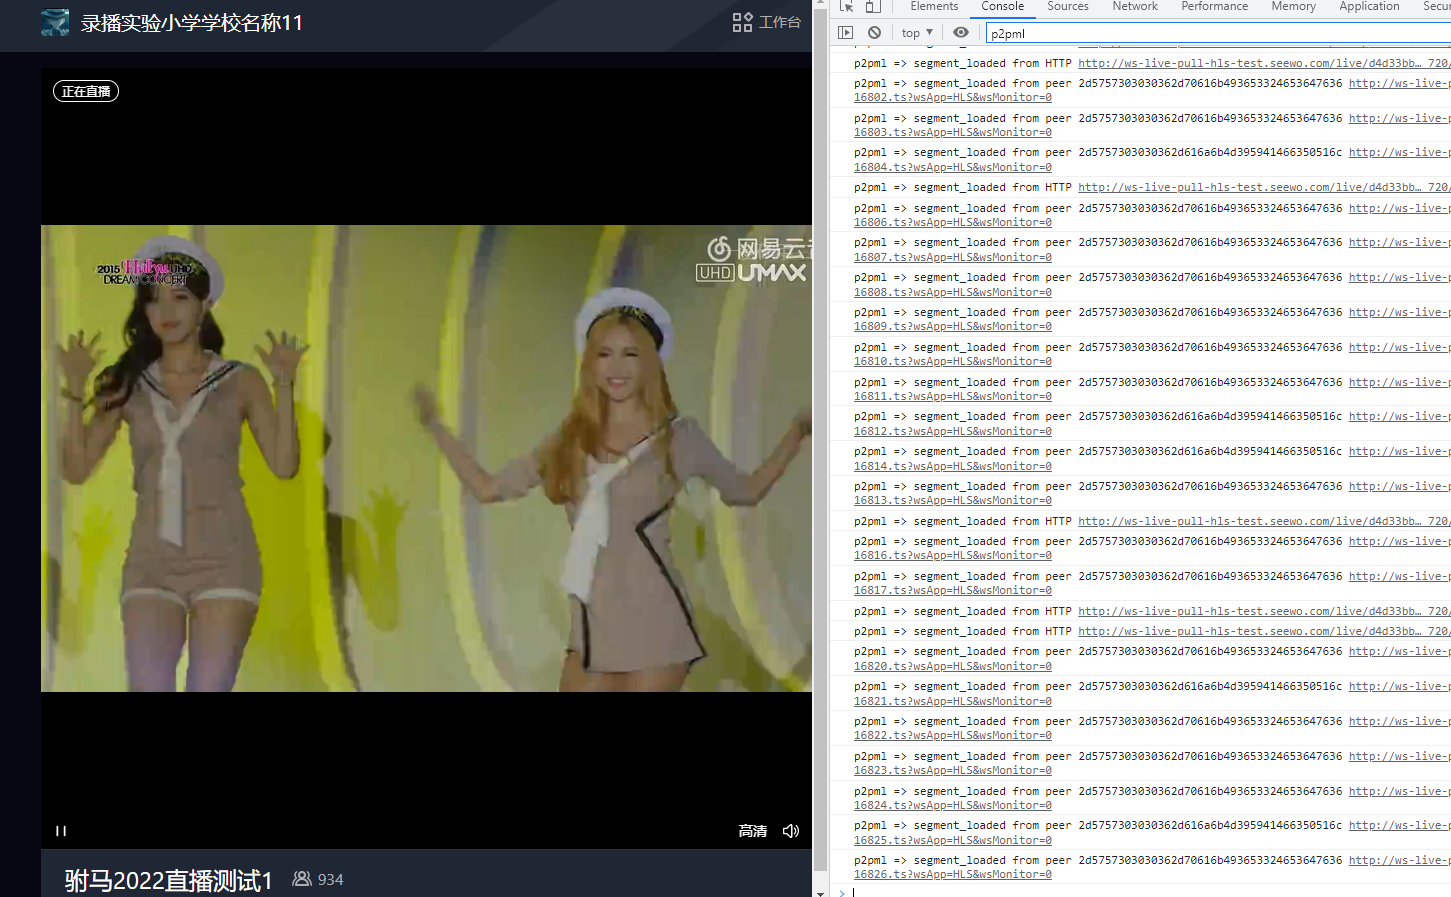 录播实验小学学校名称11
工作台
正在直播
2015 Hallyu
DREAM CONCERT
网易云
UHD UMAX
高清
驸马2022直播测试1
934
Elements Console Sources Network Performance Memory Application Secu
top
p2pml
p2pml => segment_loaded from HTTP http://ws-live-pull-hls-test.seewo.com/live/d4d33bb… 720/
p2pml => segment_loaded from peer 2d5757303030362d70616b493653324653647636 http://ws-live-p
16802.ts?wsApp=HLS&wsMonitor=0
p2pml => segment_loaded from peer 2d5757303030362d70616b493653324653647636 http://ws-live-p
16803.ts?wsApp=HLS&wsMonitor=0
p2pml => segment_loaded from peer 2d5757303030362d616a6b4d395941466350516c http://ws-live-p
16804.ts?wsApp=HLS&wsMonitor=0
p2pml => segment_loaded from HTTP http://ws-live-pull-hls-test.seewo.com/live/d4d33bb… 720/
p2pml => segment_loaded from peer 2d5757303030362d70616b493653324653647636 http://ws-live-p
16806.ts?wsApp=HLS&wsMonitor=0
p2pml => segment_loaded from peer 2d5757303030362d70616b493653324653647636 http://ws-live-p
16807.ts?wsApp=HLS&wsMonitor=0
p2pml => segment_loaded from peer 2d5757303030362d70616b493653324653647636 http://ws-live-p
16808.ts?wsApp=HLS&wsMonitor=0
p2pml => segment_loaded from peer 2d5757303030362d70616b493653324653647636 http://ws-live-p
16809.ts?wsApp=HLS&wsMonitor=0
p2pml => segment_loaded from peer 2d5757303030362d70616b493653324653647636 http://ws-live-p
16810.ts?wsApp=HLS&wsMonitor=0
p2pml => segment_loaded from peer 2d5757303030362d70616b493653324653647636 http://ws-live-p
16811.ts?wsApp=HLS&wsMonitor=0
p2pml => segment_loaded from peer 2d5757303030362d616a6b4d395941466350516c http://ws-live-p
16812.ts?wsApp=HLS&wsMonitor=0
p2pml => segment_loaded from peer 2d5757303030362d616a6b4d395941466350516c http://ws-live-p
16814.ts?wsApp=HLS&wsMonitor=0
p2pml => segment_loaded from peer 2d5757303030362d70616b493653324653647636 http://ws-live-p
16813.ts?wsApp=HLS&wsMonitor=0
p2pml => segment_loaded from HTTP http://ws-live-pull-hls-test.seewo.com/live/d4d33bb… 720/
p2pml => segment_loaded from peer 2d5757303030362d70616b493653324653647636 http://ws-live-p
16816.ts?wsApp=HLS&wsMonitor=0
p2pml => segment_loaded from peer 2d5757303030362d70616b493653324653647636 http://ws-live-p
16817.ts?wsApp=HLS&wsMonitor=0
p2pml => segment_loaded from HTTP http://ws-live-pull-hls-test.seewo.com/live/d4d33bb… 720/
p2pml => segment_loaded from HTTP http://ws-live-pull-hls-test.seewo.com/live/d4d33bb… 720/
p2pml => segment_loaded from peer 2d5757303030362d70616b493653324653647636 http://ws-live-p
16820.ts?wsApp=HLS&wsMonitor=0
p2pml => segment_loaded from peer 2d5757303030362d616a6b4d395941466350516c http://ws-live-p
16821.ts?wsApp=HLS&wsMonitor=0
p2pml => segment_loaded from peer 2d5757303030362d70616b493653324653647636 http://ws-live-p
16822.ts?wsApp=HLS&wsMonitor=0
p2pml => segment_loaded from peer 2d5757303030362d70616b493653324653647636 http://ws-live-p
16823.ts?wsApp=HLS&wsMonitor=0
p2pml => segment_loaded from peer 2d5757303030362d70616b493653324653647636 http://ws-live-p
16824.ts?wsApp=HLS&wsMonitor=0
p2pml => segment_loaded from peer 2d5757303030362d616a6b4d395941466350516c http://ws-live-p
16825.ts?wsApp=HLS&wsMonitor=0
p2pml => segment_loaded from peer 2d5757303030362d70616b493653324653647636 http://ws-live-p
16826.ts?wsApp=HLS&wsMonitor=0